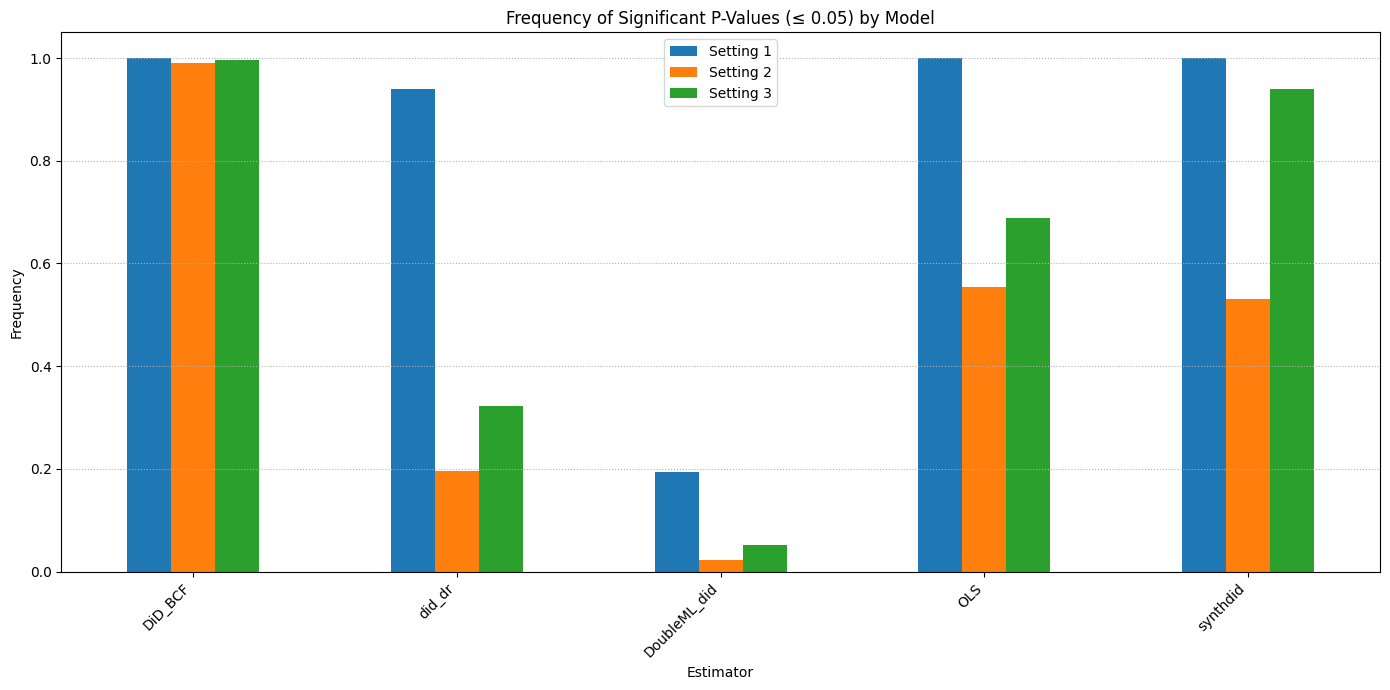 Frequency of Significant P-Values (≤ 0.05) by Model
Setting 1
Setting 2
Setting 3
Frequency
1.0
0.8
0.6
0.4
0.2
0.0
DiD_BCF
did_dr
DoubleML_did
OLS
synthdid
Estimator